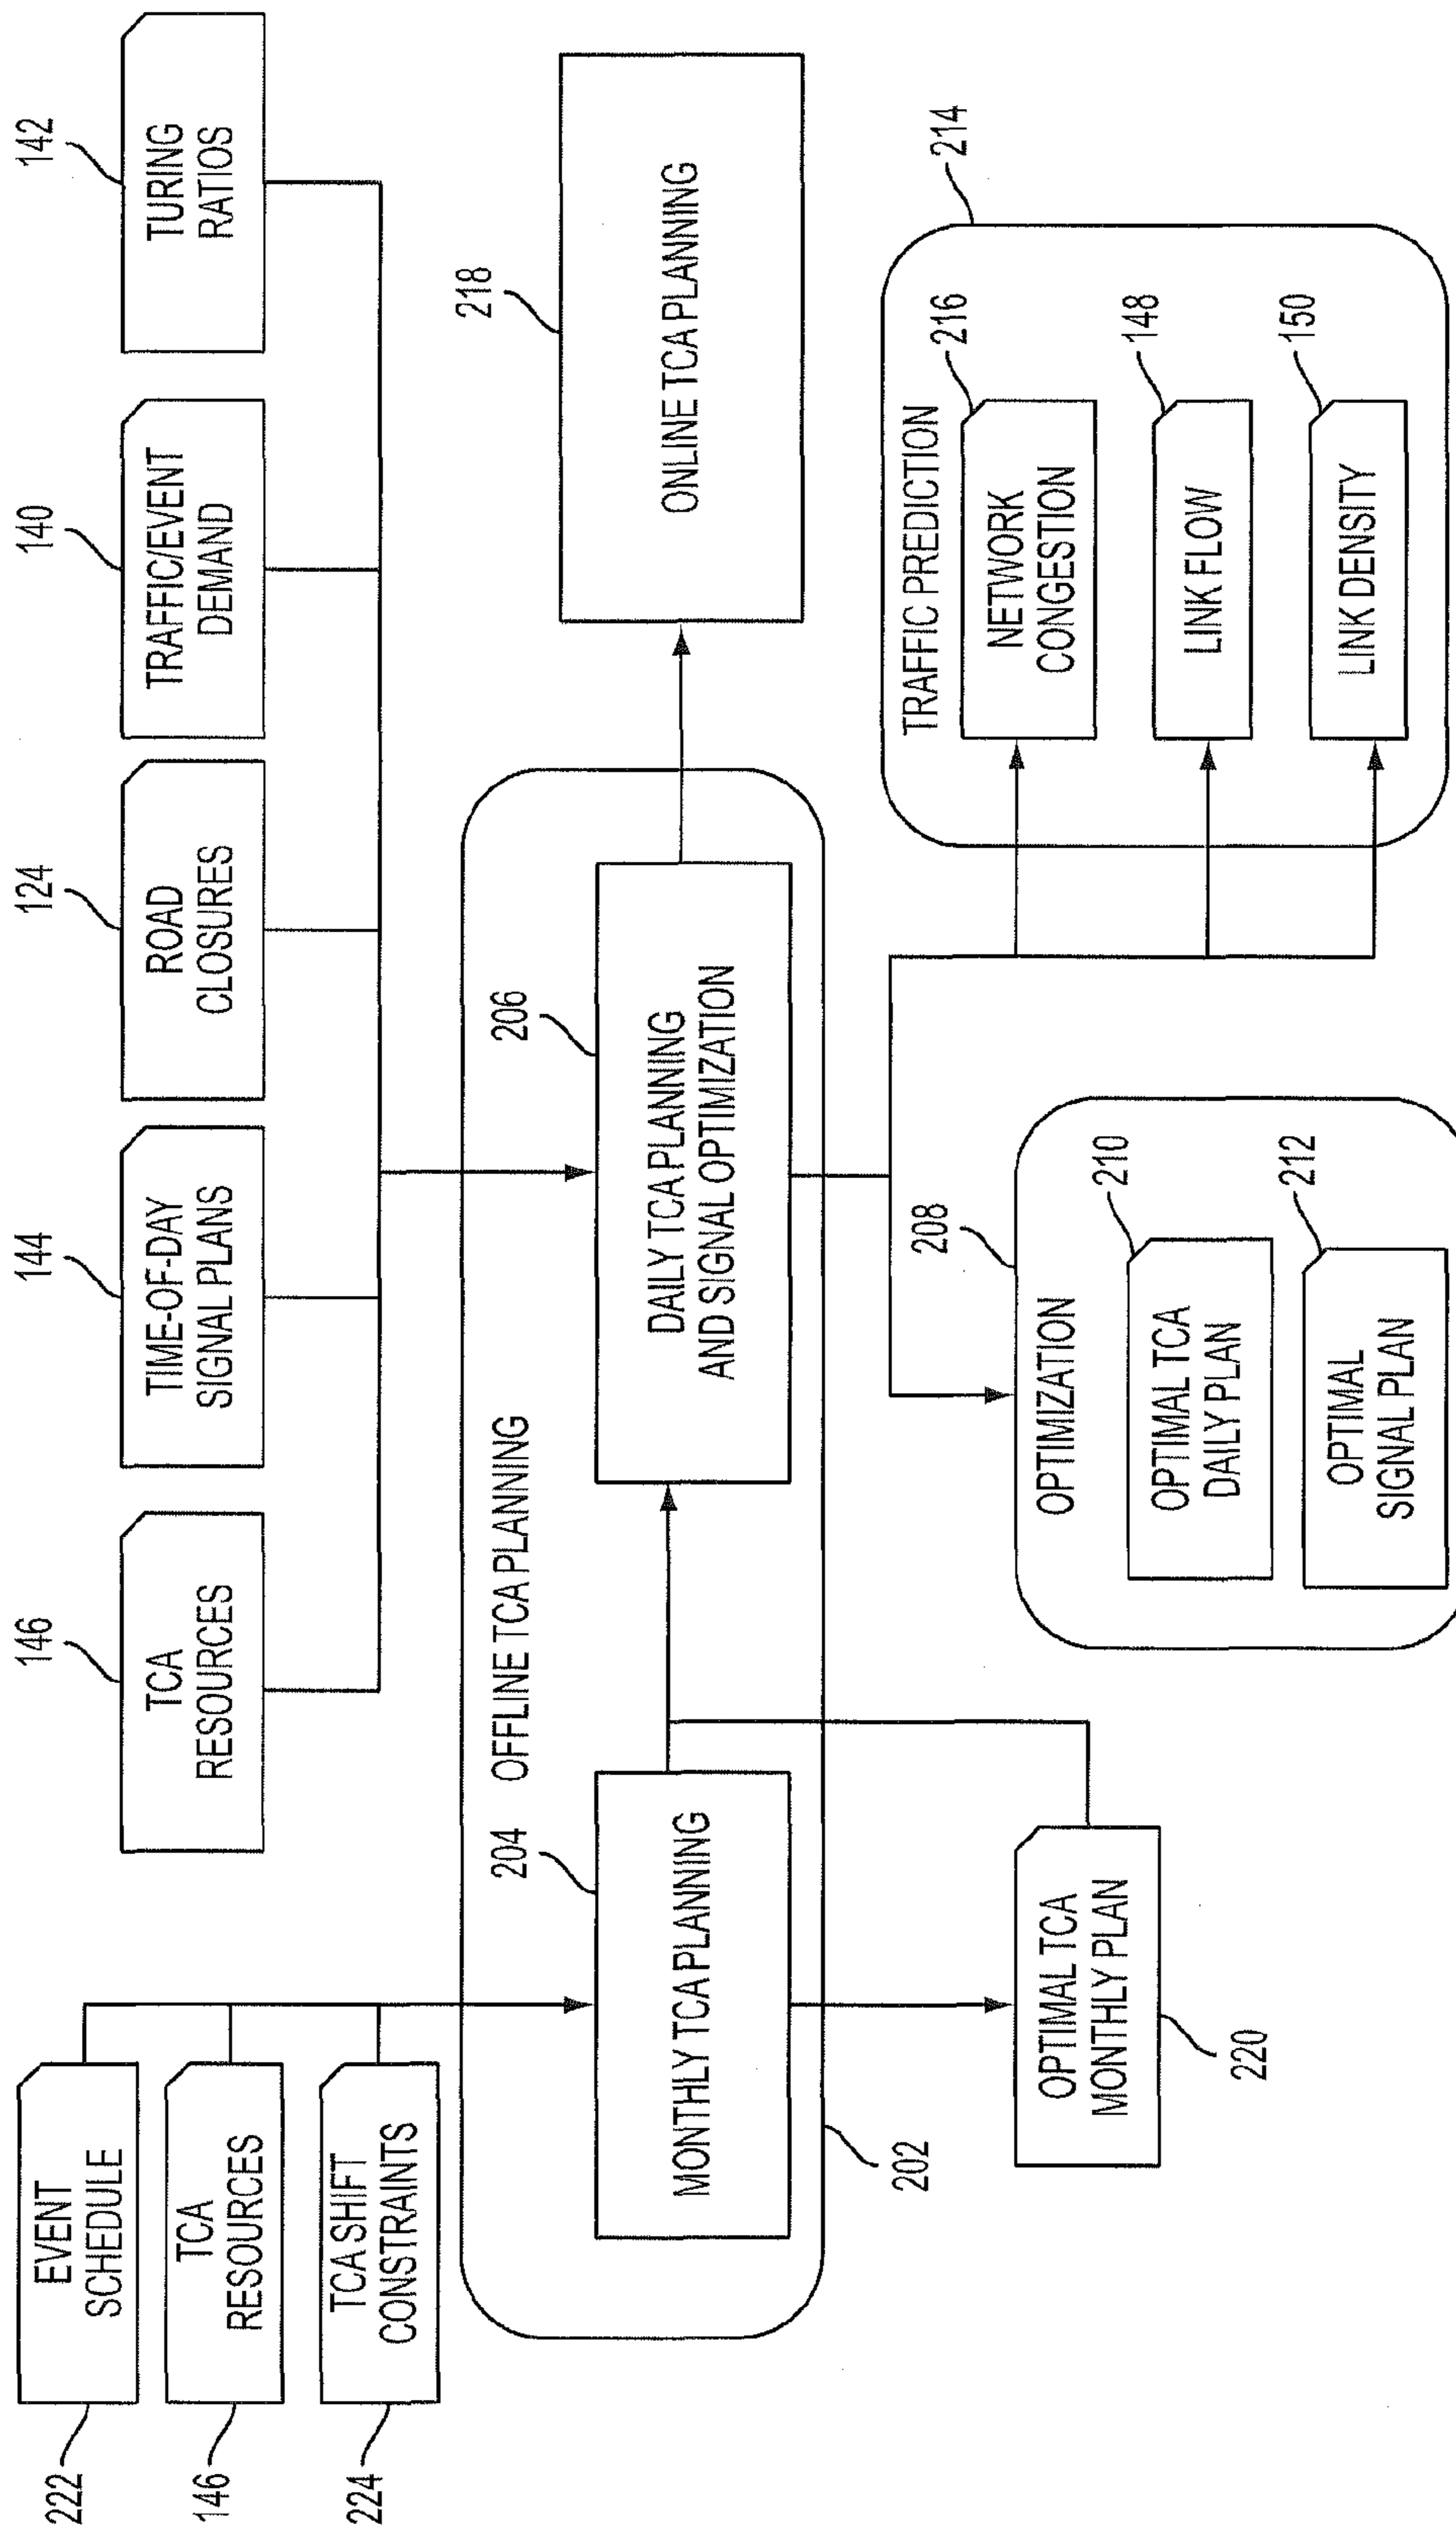 222
EVENT
SCHEDULE
146
TCA
RESOURCES
224
TCA SHIFT
CONSTRAINTS
146
TCA
RESOURCES
144
TIME-OF-DAY
SIGNAL PLANS
124
ROAD
CLOSURES
140
TRAFFIC/EVENT
DEMAND
142
TURING
RATIOS
OFFLINE TCA PLANNING
204
MONTHLY TCA PLANNING
202
206
DAILY TCA PLANNING
AND SIGNAL OPTIMIZATION
218
ONLINE TCA PLANNING
OPTIMAL TCA
MONTHLY PLAN
220
208
OPTIMIZATION
210
OPTIMAL TCA
DAILY PLAN
212
OPTIMAL
SIGNAL PLAN
214
TRAFFIC PREDICTION
216
NETWORK
CONGESTION
148
LINK FLOW
150
LINK DENSITY